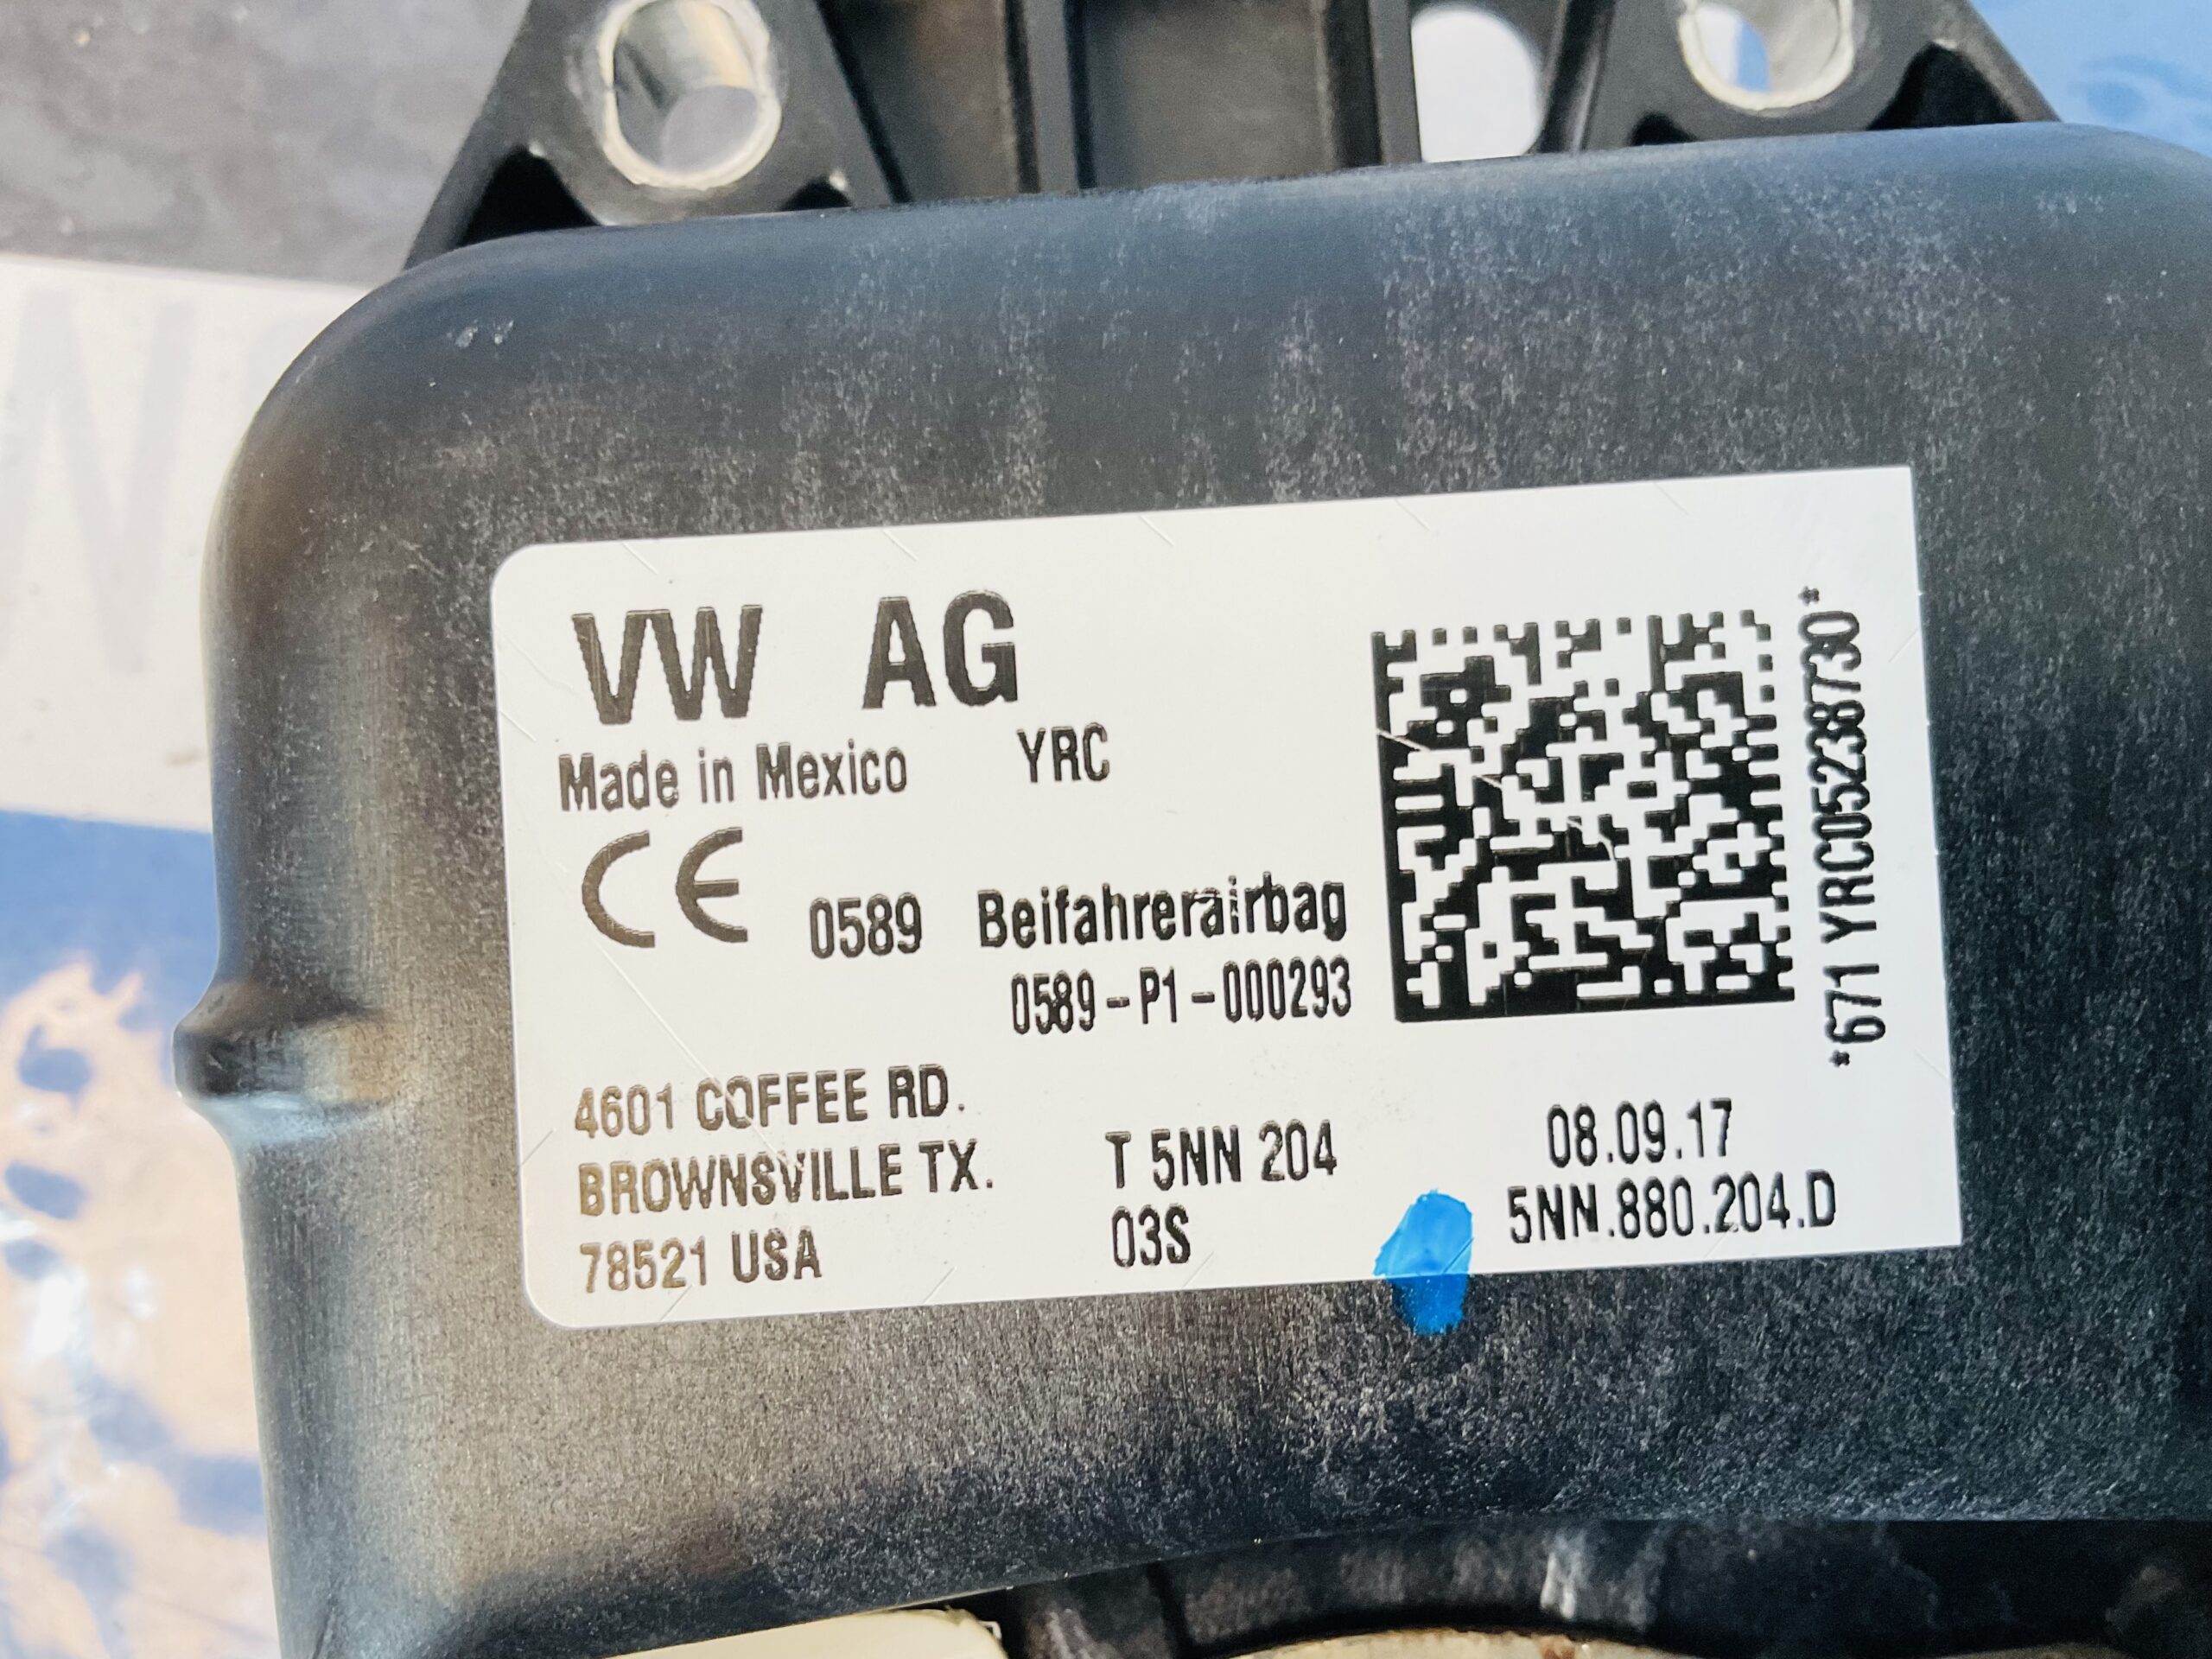 VW AG
Made in Mexico YRC
CE 0589 Beifahrerairbag
0589-P1-000293
*671 YRC05238730*
4601 COFFEE RD.
BROWNSVILLE TX.
78521 USA
T 5NN 204
03S
08.09.17
5NN.880.204.D